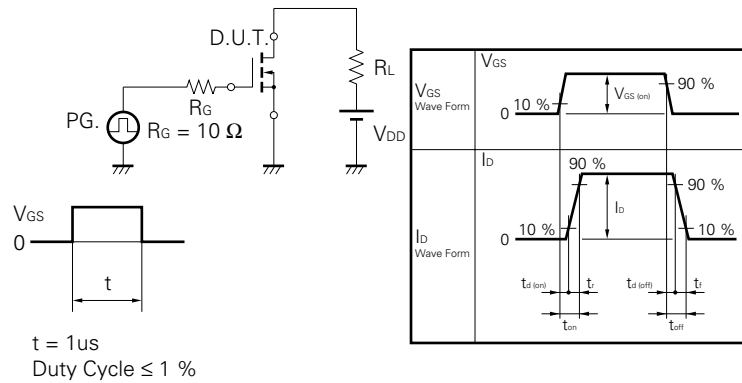 D.U.T.
RL
RG
PG.
RG = 10 Ω
VDD
VGS
0
t
t = 1us
Duty Cycle ≤ 1 %
VGS
Wave Form
VGS
10 %
0
VGS (on)
90 %
ID
Wave Form
ID
90 %
90 %
10 %
0
ID
10 %
td (on)
tr
td (off)
tf
ton
toff